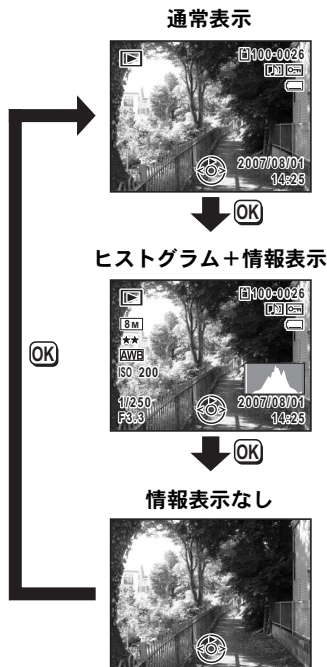 通常表示
100-0026
2007/08/01
14:25
OK
ヒストグラム＋情報表示
100-0026
8M
AWB
ISO 200
1/250
F3.3
2007/08/01
14:25
OK
OK
情報表示なし